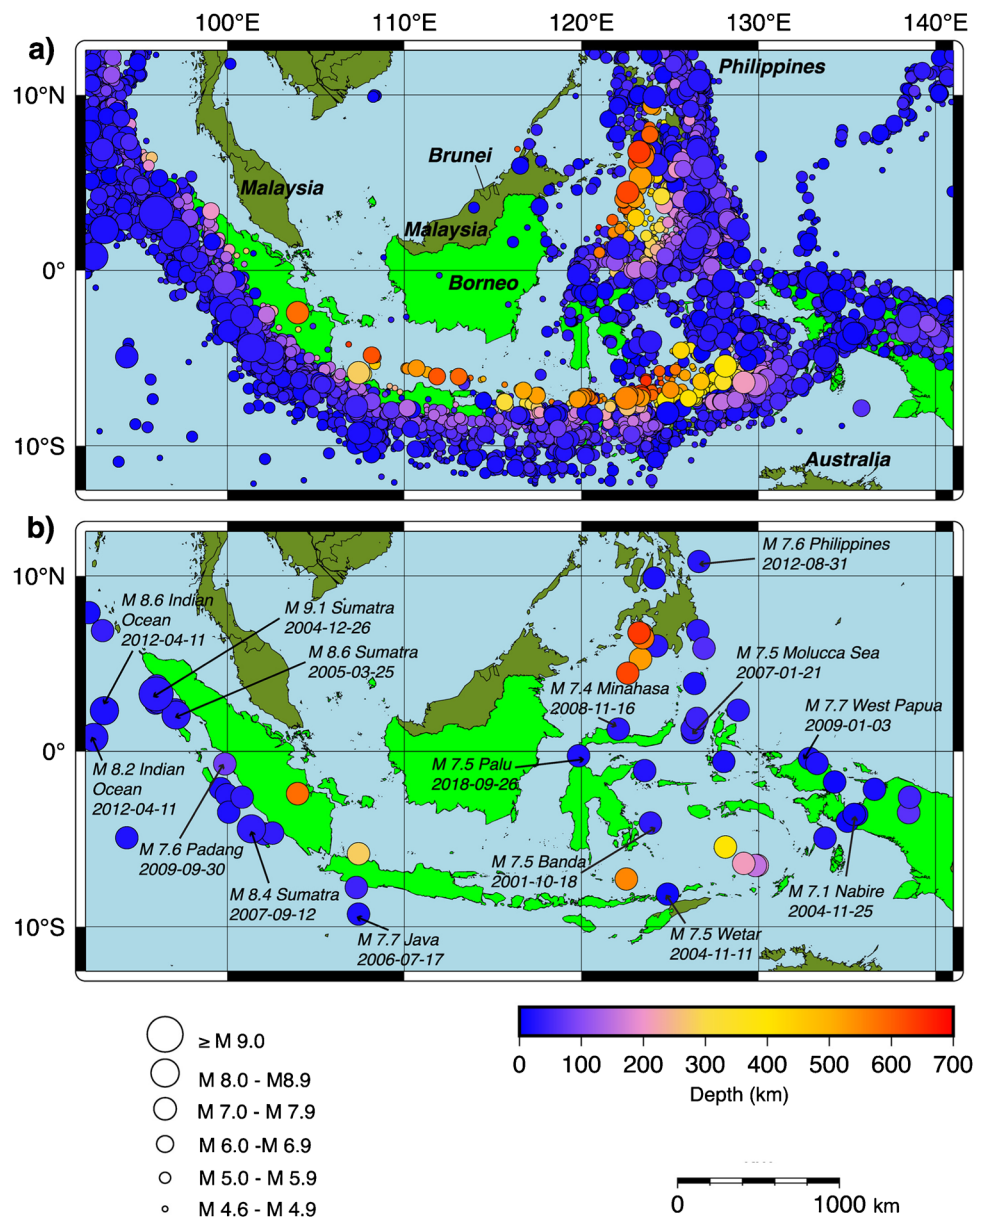 100°E 110°E 120°E 130°E 140°E
a)
Philippines
10°N
Brunei
Malaysia
Malaysia
0°
Borneo
10°S
Australia
b)
M 7.6 Philippines
2012-08-31
10°N
M 8.6 Indian
Ocean
2012-04-11
M 9.1 Sumatra
2004-12-26
M 8.6 Sumatra
2005-03-25
M 7.5 Molucca Sea
2007-01-21
M 7.4 Minahasa
2008-11-16
M 7.7 West Papua
2009-01-03
0°
M 7.5 Palu
2018-09-26
M 8.2 Indian
Ocean
2012-04-11
M 7.6 Padang
2009-09-30
M 7.5 Banda
2001-10-18
M 8.4 Sumatra
2007-09-12
M 7.1 Nabire
2004-11-25
10°S
M 7.7 Java
2006-07-17
M 7.5 Wetar
2004-11-11
≥ M 9.0
M 8.0 - M8.9
M 7.0 - M 7.9
M 6.0 -M 6.9
M 5.0 - M 5.9
M 4.6 - M 4.9
0 100 200 300 400 500 600 700
Depth (km)
0 1000 km